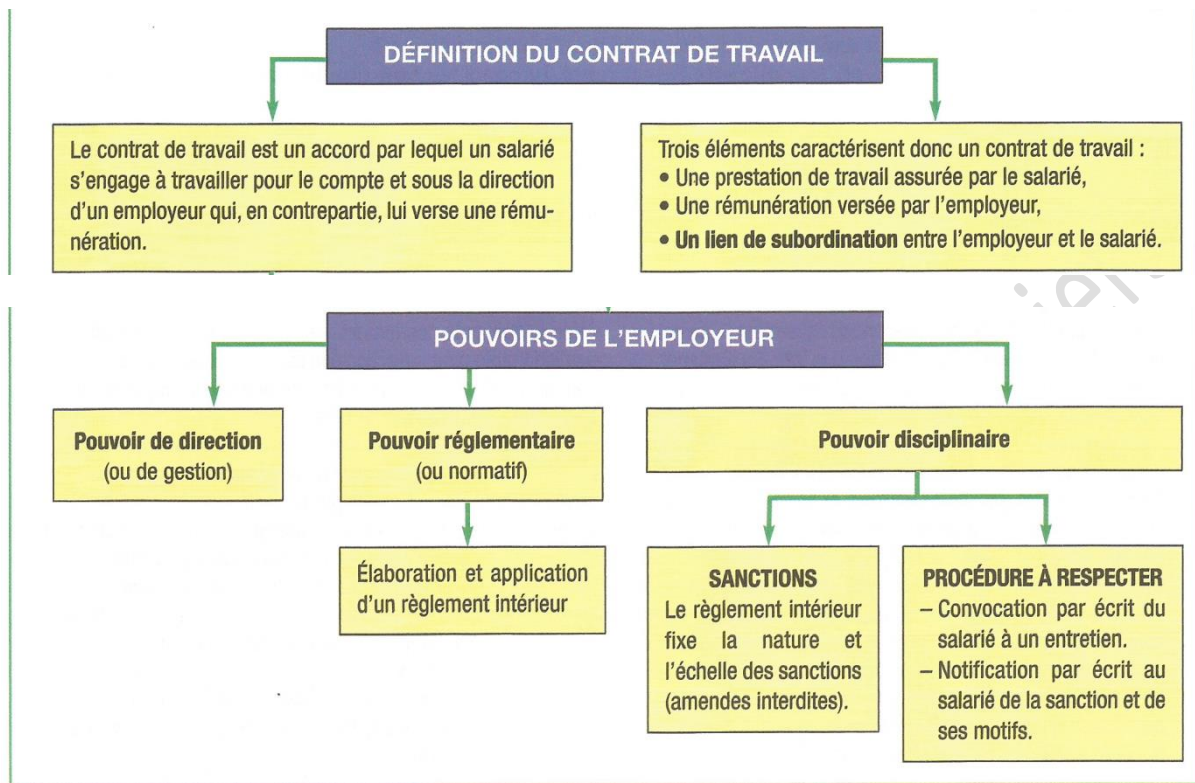 DÉFINITION DU CONTRAT DE TRAVAIL
Le contrat de travail est un accord par lequel un salarié
s'engage à travailler pour le compte et sous la direction
d'un employeur qui, en contrepartie, lui verse une rému-
nération.
Trois éléments caractérisent donc un contrat de travail :
• Une prestation de travail assurée par le salarié,
• Une rémunération versée par l'employeur,
• Un lien de subordination entre l'employeur et le salarié.
POUVOIRS DE L'EMPLOYEUR
Pouvoir de direction
(ou de gestion)
Pouvoir réglementaire
(ou normatif)
Élaboration et application
d'un règlement intérieur
Pouvoir disciplinaire
SANCTIONS
Le règlement intérieur
fixe la nature et
l'échelle des sanctions
(amendes interdites).
PROCÉDURE À RESPECTER
– Convocation par écrit du
salarié à un entretien.
– Notification par écrit au
salarié de la sanction et de
ses motifs.